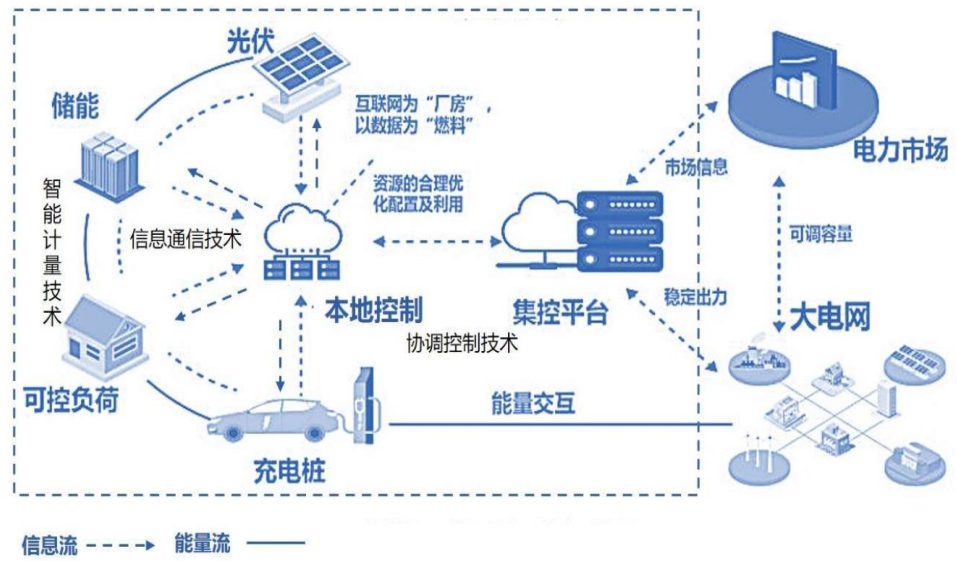 光伏
储能
互联网为“厂房”，
以数据为“燃料”
电力市场
市场信息
资源的合理优
化配置及利用
智能计量技术
信息通信技术
可调容量
稳定出力
本地控制
集控平台
大电网
协调控制技术
可控负荷
能量交互
充电桩
信息流
能量流